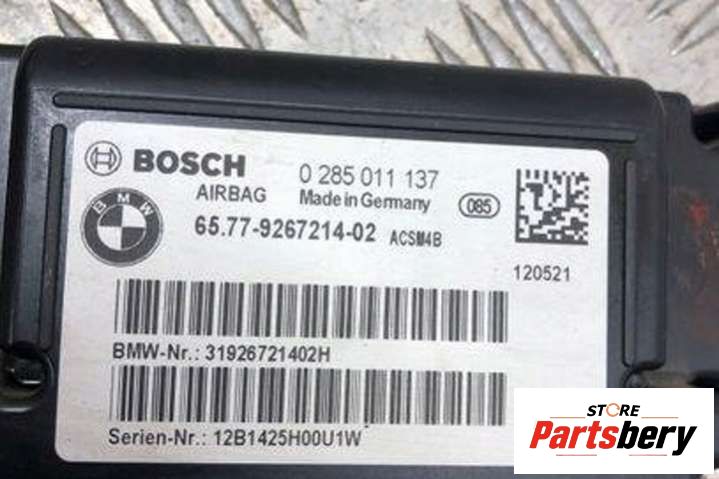 BOSCH 0 285 011 137
AIRBAG Made in Germany 085
BMW 65.77-9267214-02 ACSM4B
120521
BMW-Nr.: 31926721402H
Serien-Nr.: 12B1425H00U1W
STORE
Partsbery